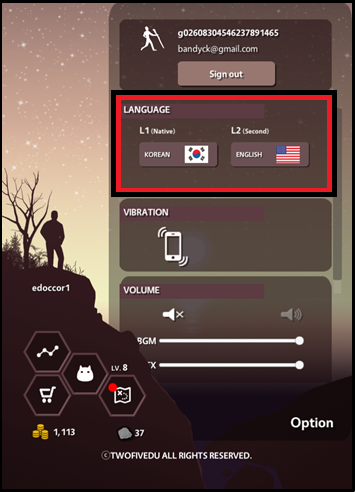 g02608304546237891465
bandyck@gmail.com
Sign out
LANGUAGE
L1 (Native)
L2 (Second)
KOREAN
ENGLISH
VIBRATION
edoccor1
VOLUME
BGM
LV. 8
1,113
37
Option
ⓒTWOFIVEDU ALL RIGHTS RESERVED.